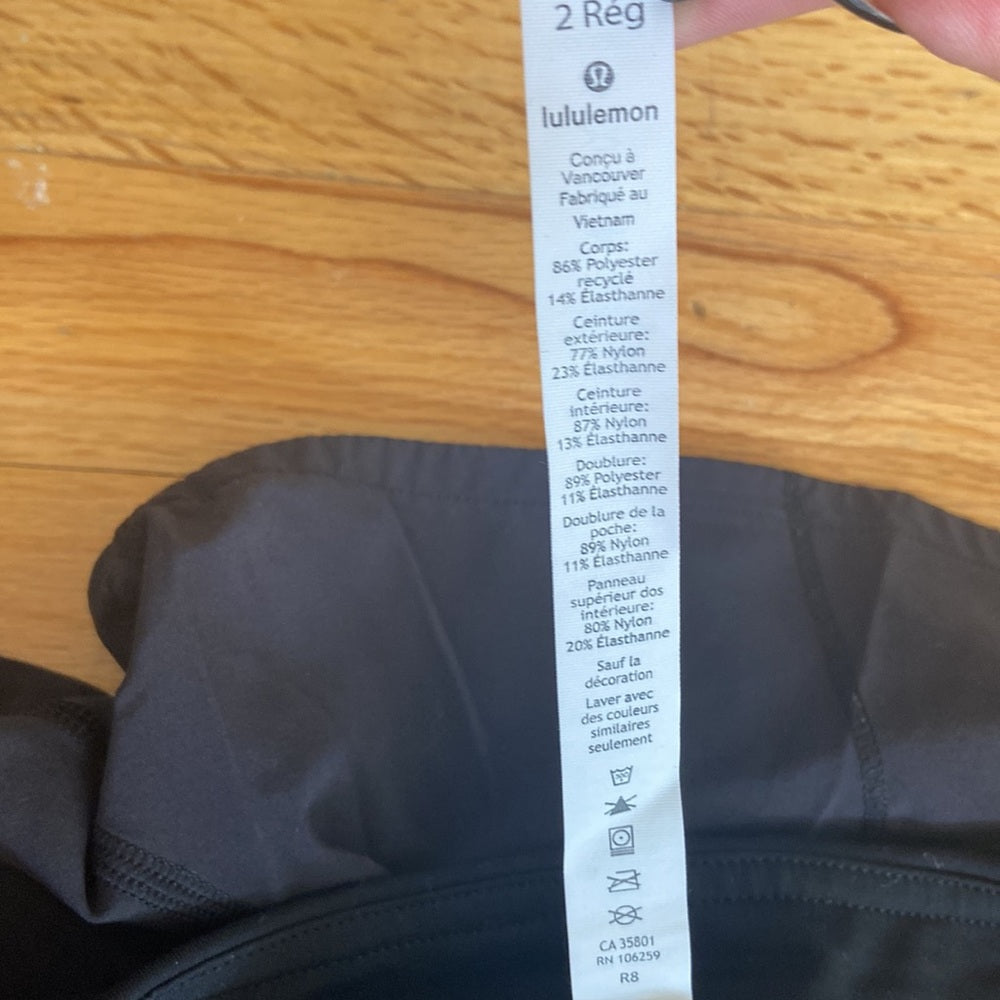 2 Rég
lululemon
Conçu à
Vancouver
Fabriqué au
Vietnam
Corps:
86% Polyester
recyclé
14% Élasthanne
Ceinture
extérieure:
77% Nylon
23% Élasthanne
Ceinture
intérieure:
87% Nylon
13% Élasthanne
Doublure:
89% Polyester
11% Élasthanne
Doublure de la
poche:
89% Nylon
11% Élasthanne
Panneau
supérieur dos
intérieure:
80% Nylon
20% Élasthanne
Sauf la
décoration
Laver avec
des couleurs
similaires
seulement
CA 35801
RN 106259
R8